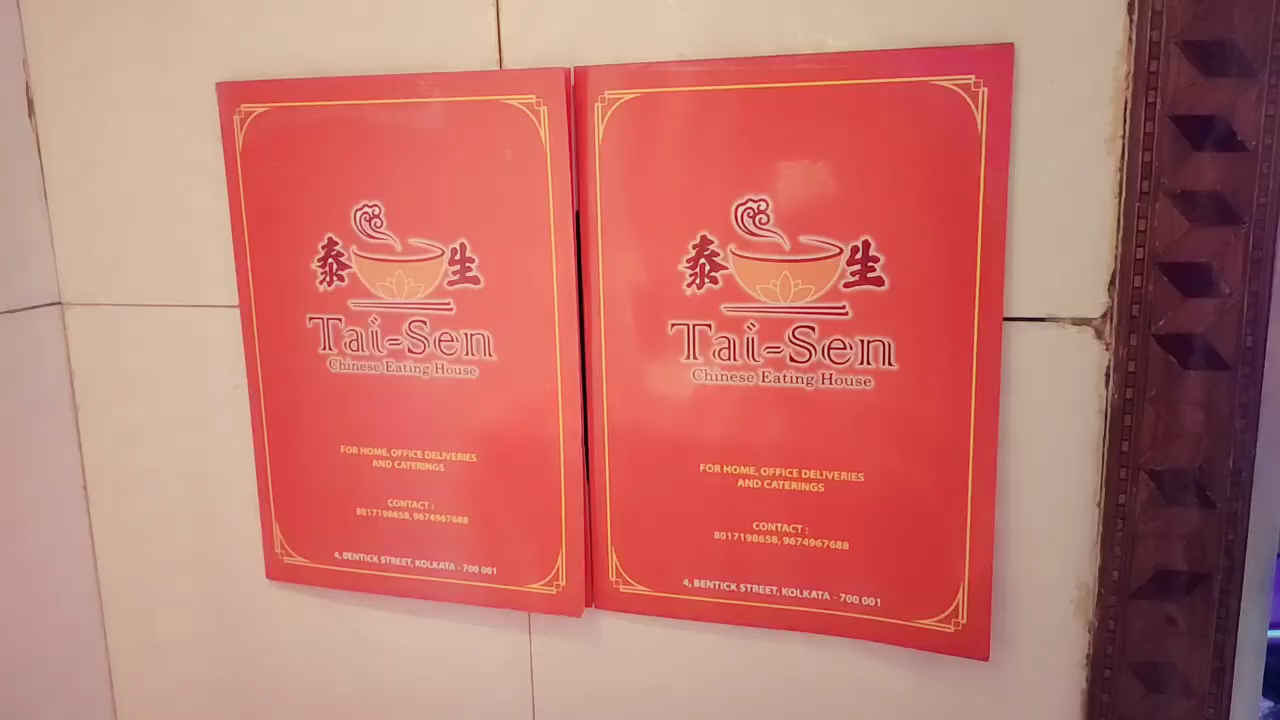 泰 生
Tai-Sen
Chinese Eating House
FOR HOME, OFFICE DELIVERIES
AND CATERINGS
CONTACT :
8017198658, 9674967688
4, BENTICK STREET, KOLKATA - 700 001
泰 生
Tai-Sen
Chinese Eating House
FOR HOME, OFFICE DELIVERIES
AND CATERINGS
CONTACT :
8017198658, 9674967688
4, BENTICK STREET, KOLKATA - 700 001